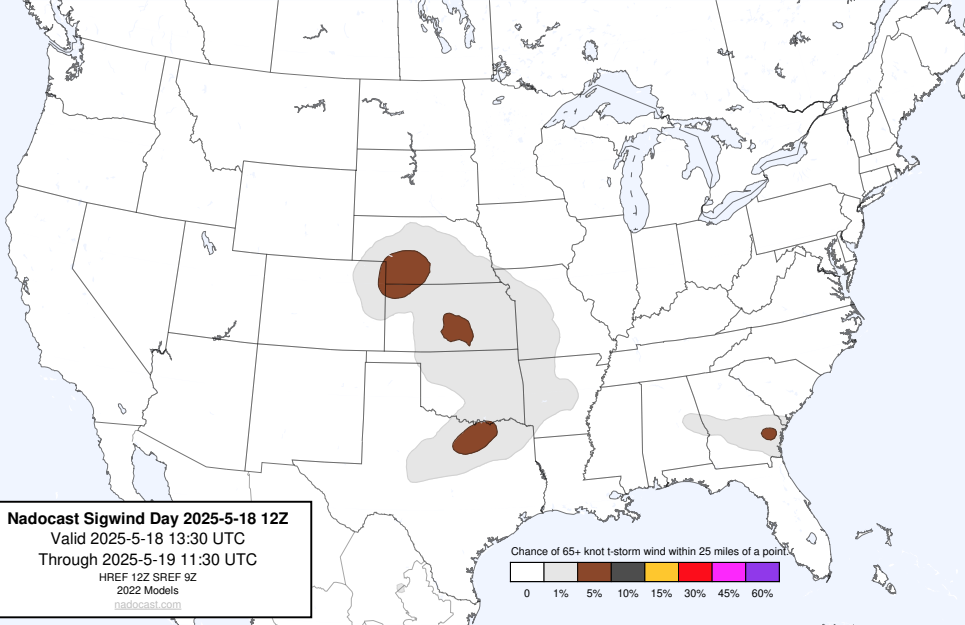 Nadocast Sigwind Day 2025-5-18 12Z
Valid 2025-5-18 13:30 UTC
Through 2025-5-19 11:30 UTC
HREF 12Z SREF 9Z
2022 Models
nadocast.com
Chance of 65+ knot t-storm wind within 25 miles of a point.
0 1% 5% 10% 15% 30% 45% 60%